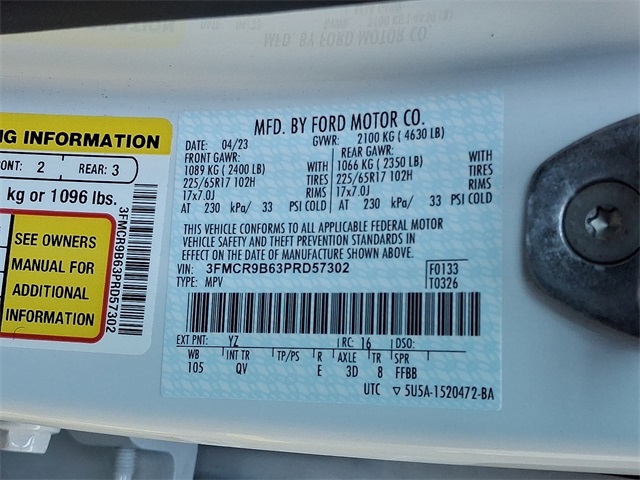 MFD. BY FORD MOTOR CO.
NG INFORMATION
ONT: 2 REAR: 3
kg or 1096 lbs.
SEE OWNERS
MANUAL FOR
ADDITIONAL
INFORMATION
3FMCR9B63PRD57302
MFD. BY FORD MOTOR CO.
DATE: 04/23 GVWR: 2100 KG ( 4630 LB)
FRONT GAWR: REAR GAWR:
1089 KG ( 2400 LB) WITH 1066 KG ( 2350 LB) WITH
225/65R17 102H TIRES 225/65R17 102H TIRES
17x7.0J RIMS 17x7.0J RIMS
AT 230 kPa/ 33 PSI COLD AT 230 kPa/ 33 PSI COLD
THIS VEHICLE CONFORMS TO ALL APPLICABLE FEDERAL MOTOR
VEHICLE SAFETY AND THEFT PREVENTION STANDARDS IN
EFFECT ON THE DATE OF MANUFACTURE SHOWN ABOVE.
VIN: 3FMCR9B63PRD57302 F0133
TYPE: MPV T0326
EXT PNT: YZ RC: 16 DSO:
WB INT TR TP/PS R AXLE TR SPR
105 QV E 3D 8 FFBB
UTC ▽ 5U5A-1520472-BA